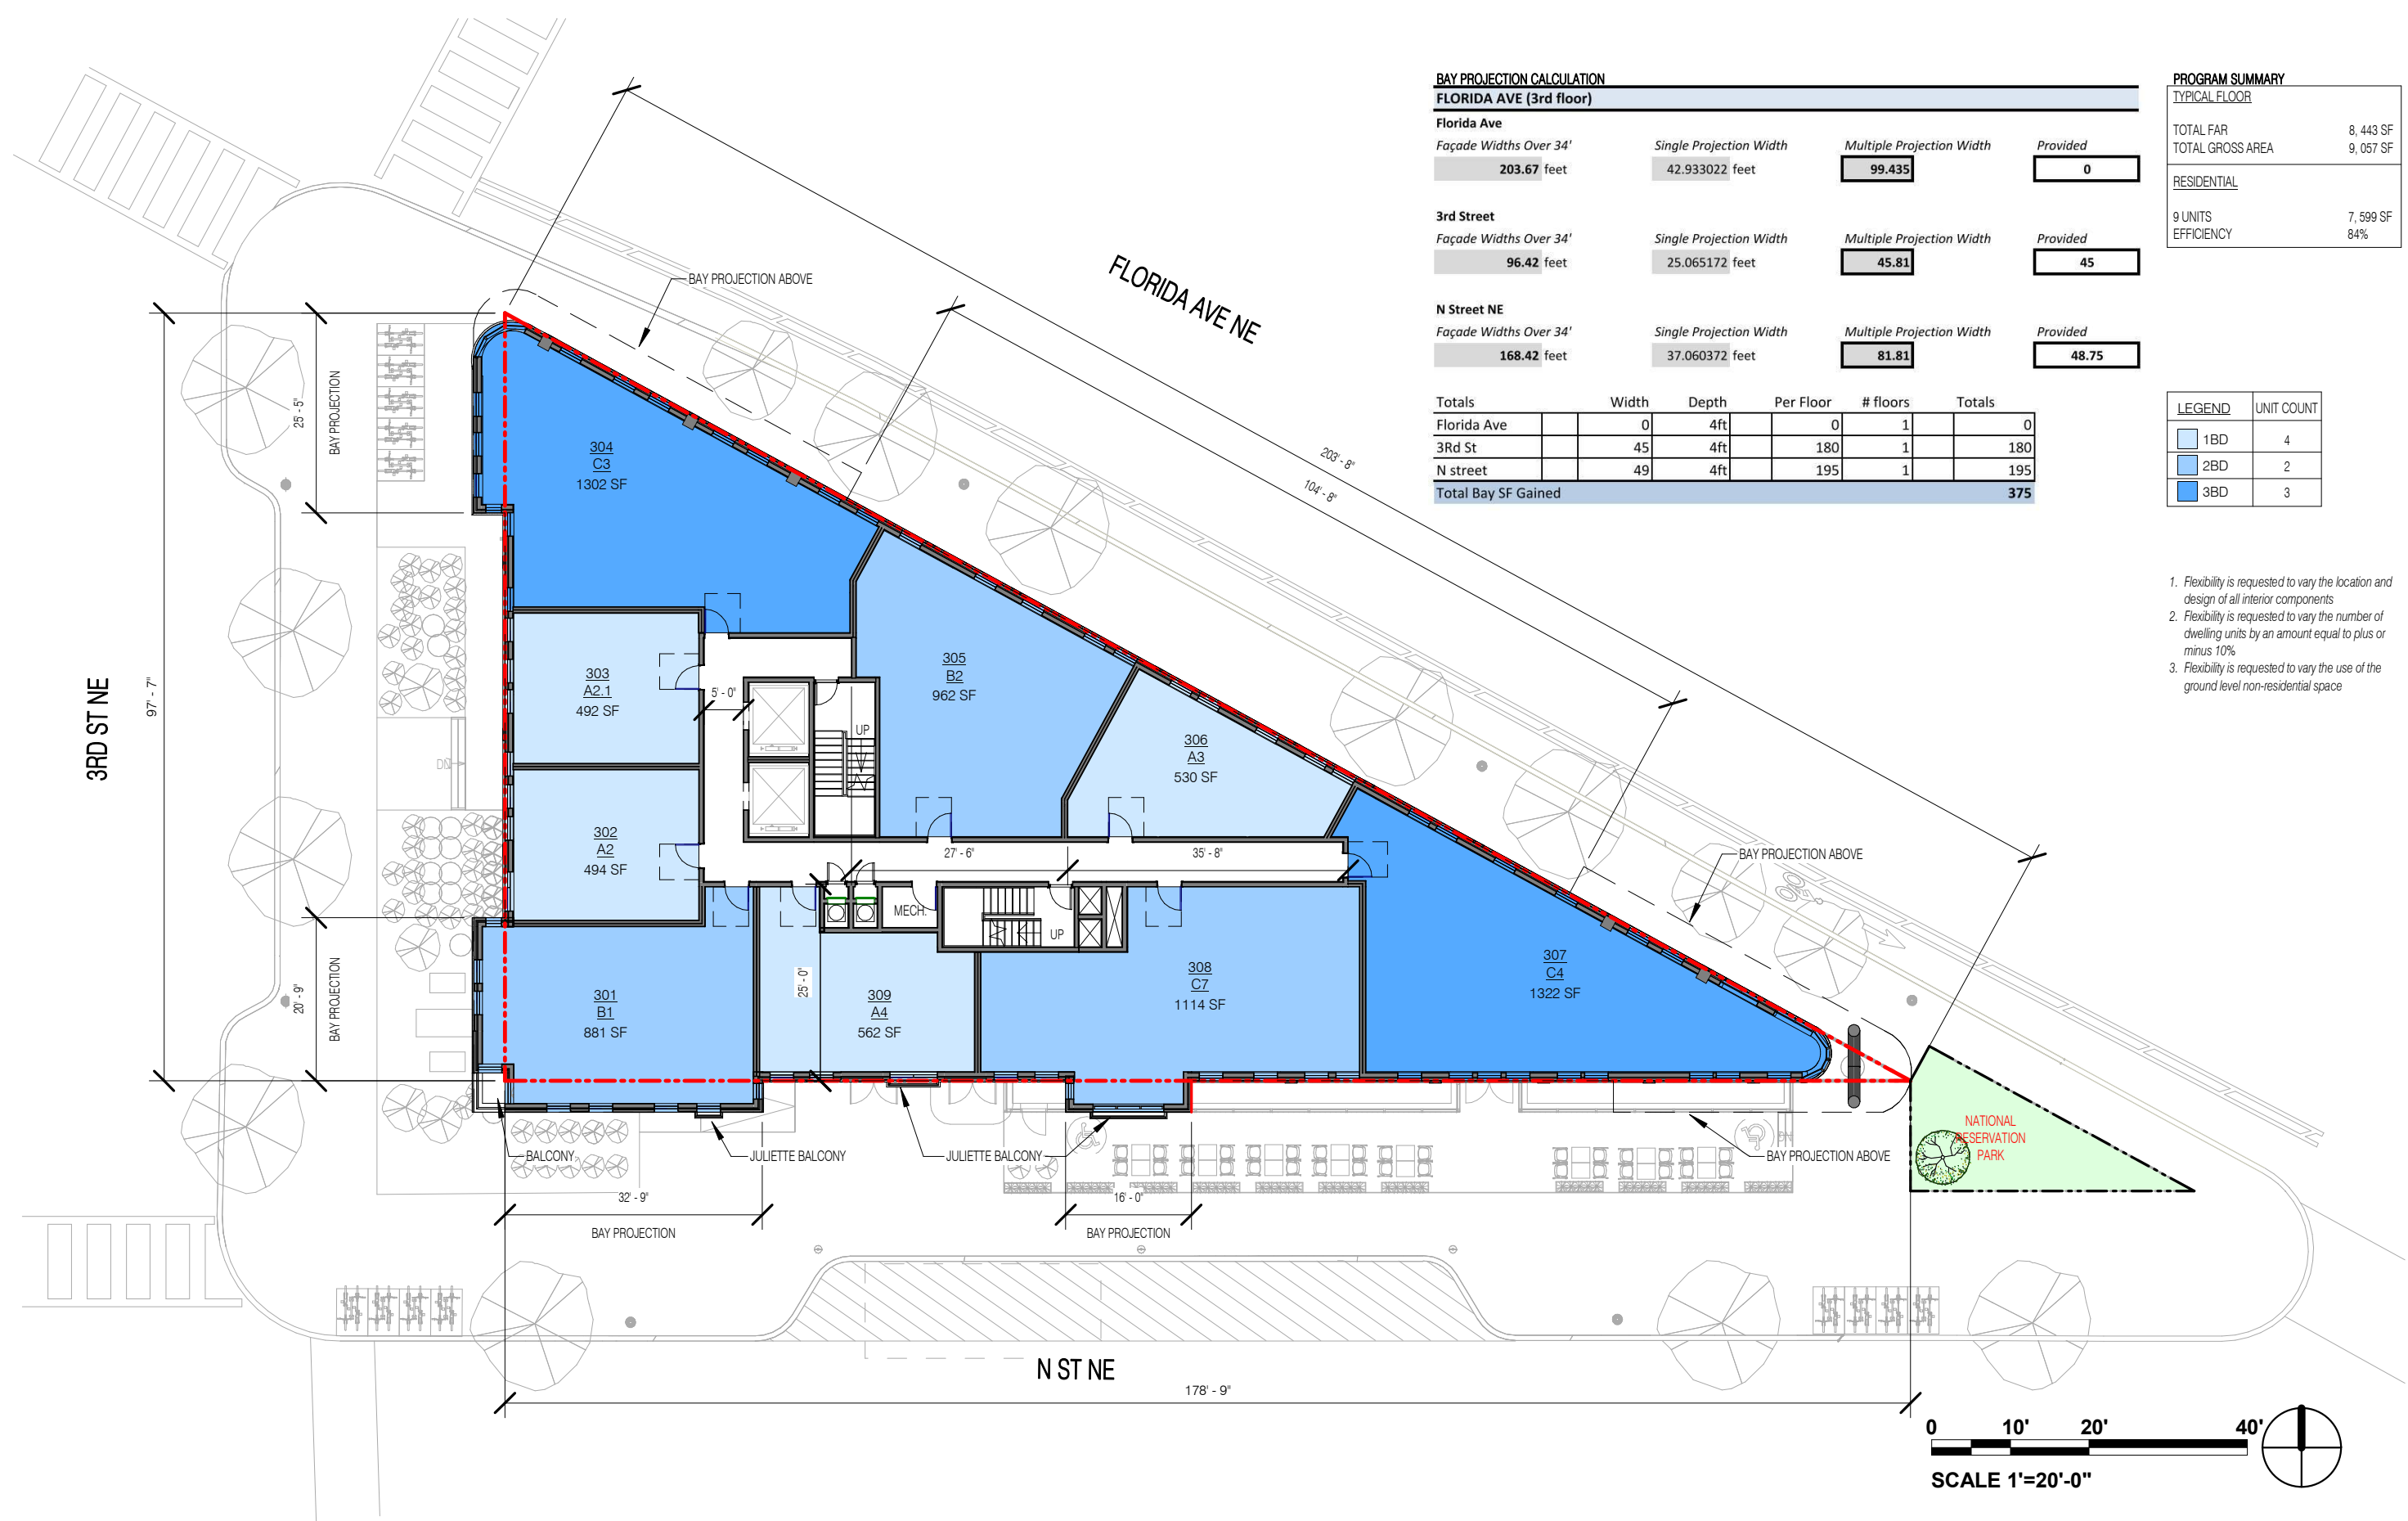 BAY PROJECTION CALCULATION
FLORIDA AVE (3rd floor)
Florida Ave
Façade Widths Over 34' Single Projection Width Multiple Projection Width Provided
203.67 feet 42.933022 feet 99.435 0
3rd Street
Façade Widths Over 34' Single Projection Width Multiple Projection Width Provided
96.42 feet 25.065172 feet 45.81 45
N Street NE
Façade Widths Over 34' Single Projection Width Multiple Projection Width Provided
168.42 feet 37.060372 feet 81.81 48.75
Totals Width Depth Per Floor # floors Totals
Florida Ave 0 4ft 0 1 0
3Rd St 45 4ft 180 1 180
N street 49 4ft 195 1 195
Total Bay SF Gained 375
PROGRAM SUMMARY
TYPICAL FLOOR
TOTAL FAR 8, 443 SF
TOTAL GROSS AREA 9, 057 SF
RESIDENTIAL
9 UNITS 7, 599 SF
EFFICIENCY 84%
LEGEND UNIT COUNT
1BD 4
2BD 2
3BD 3
1. Flexibility is requested to vary the location and
design of all interior components
2. Flexibility is requested to vary the number of
dwelling units by an amount equal to plus or
minus 10%
3. Flexibility is requested to vary the use of the
ground level non-residential space
FLORIDA AVE NE
BAY PROJECTION ABOVE
203' - 8"
104' - 8"
3RD ST NE
97' - 7"
25' - 5"
BAY PROJECTION
20' - 9"
BAY PROJECTION
304
C3
1302 SF
303
A2.1
492 SF
5' - 0"
UP
305
B2
962 SF
306
A3
530 SF
DN
302
A2
494 SF
27' - 6"
35' - 8"
BAY PROJECTION ABOVE
MECH.
UP
301
B1
881 SF
25' - 0"
309
A4
562 SF
308
C7
1114 SF
307
C4
1322 SF
BALCONY
JULIETTE BALCONY
JULIETTE BALCONY
BAY PROJECTION ABOVE
DN
NATIONAL
RESERVATION
PARK
32' - 9"
BAY PROJECTION
16' - 0"
BAY PROJECTION
N ST NE
178' - 9"
0 10' 20' 40'
SCALE 1'=20'-0"